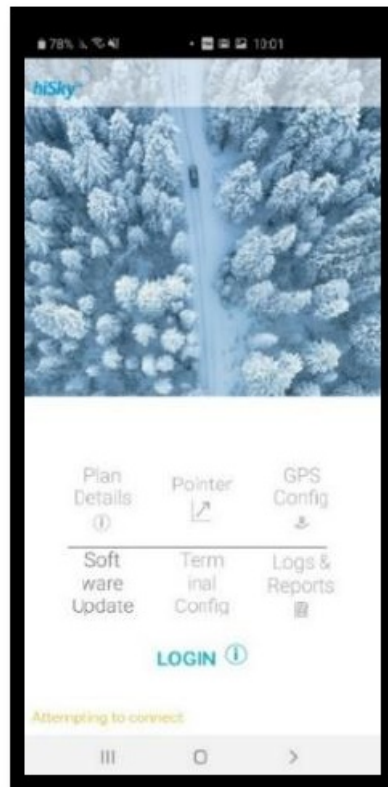 78%
10:01
hiSky
Plan
Details
Pointer
GPS
Config
Soft
ware
Update
Term
inal
Config
Logs &
Reports
LOGIN
Attempting to connect